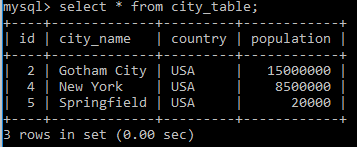 mysql> select * from city_table;
+----+--------------+---------+------------+
| id | city_name    | country | population |
+----+--------------+---------+------------+
|  2 | Gotham City  | USA     |   15000000 |
|  4 | New York     | USA     |    8500000 |
|  5 | Springfield  | USA     |      20000 |
+----+--------------+---------+------------+
3 rows in set (0.00 sec)